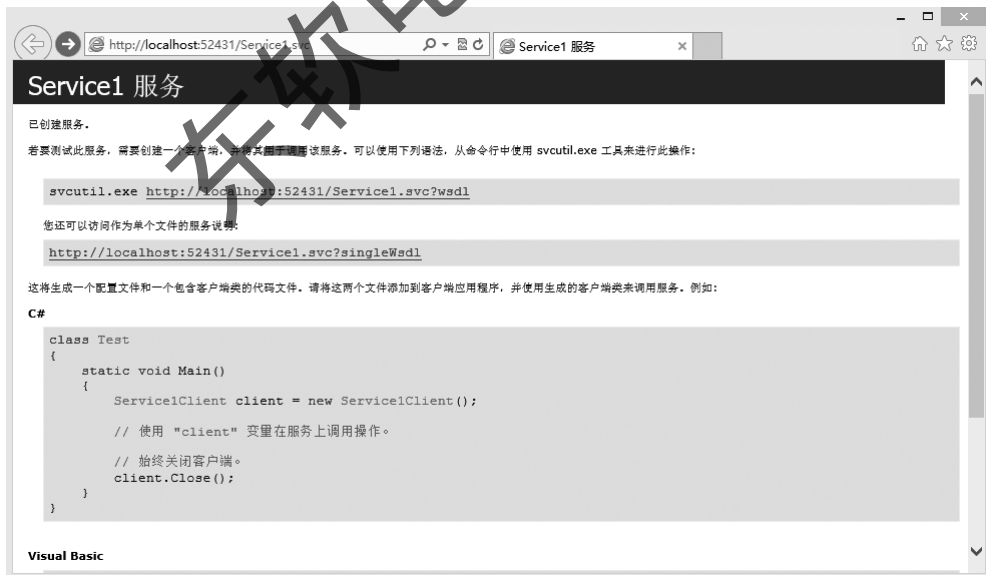 http://localhost:52431/Service1.svc
Service1 服务
Service1 服务
已创建服务。
若要测试此服务，需要创建一个客户端，并将其用于调用该服务。可以使用下列语法，从命令行中使用 svcutil.exe 工具来进行此操作：
svcutil.exe http://localhost:52431/Service1.svc?wsdl
您还可以访问作为单个文件的服务说明：
http://localhost:52431/Service1.svc?singleWsdl
这将生成一个配置文件和一个包含客户端类的代码文件。请将这两个文件添加到客户端应用程序，并使用生成的客户端类来调用服务。例如：
C#
class Test
{
static void Main()
{
Service1Client client = new Service1Client();
// 使用 "client" 变量在服务上调用操作。
// 始终关闭客户端。
client.Close();
}
}
Visual Basic
东软